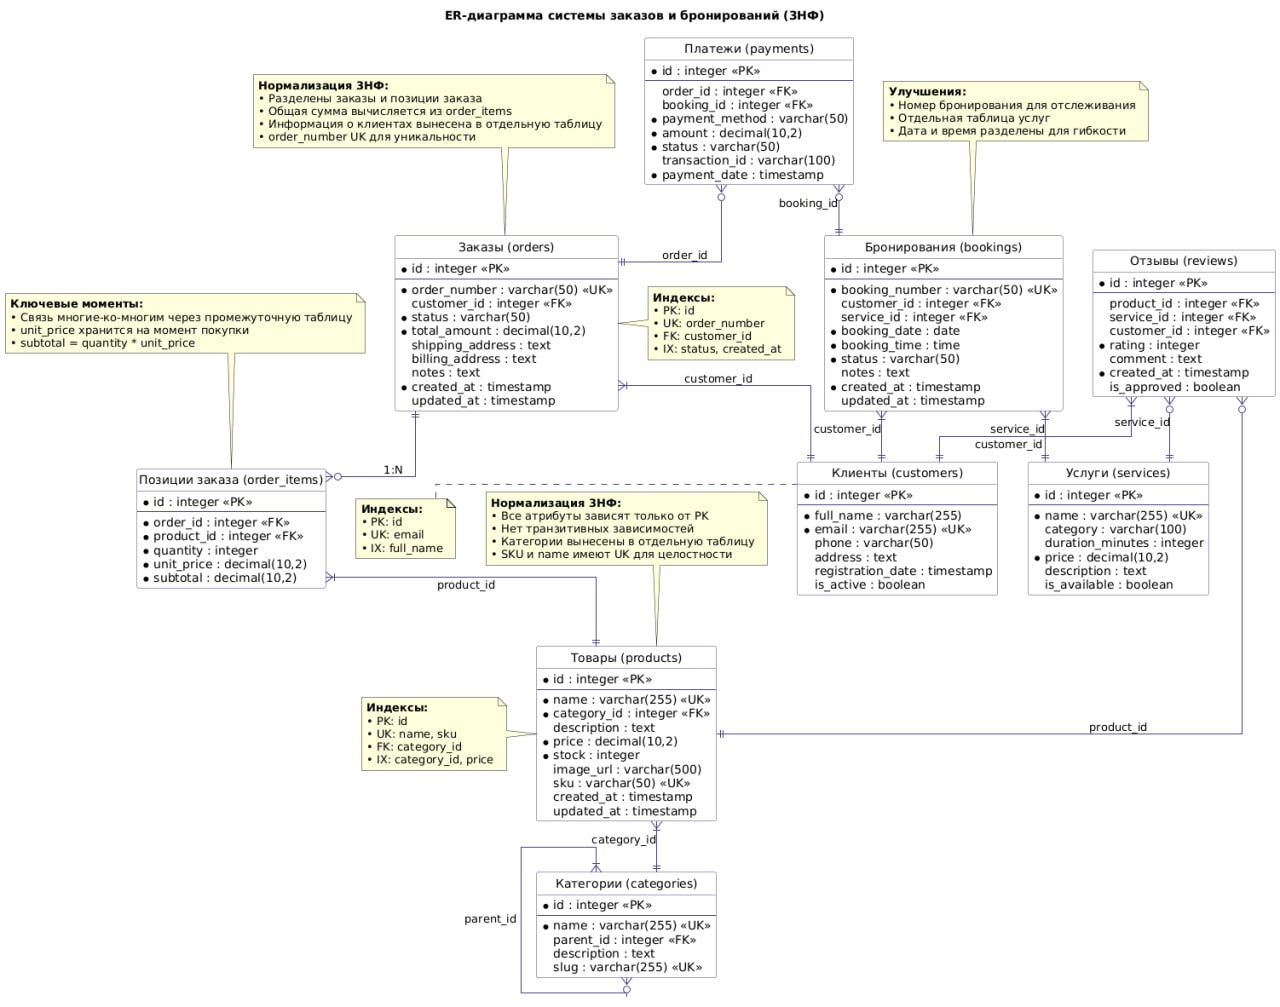 ER-диаграмма системы заказов и бронирований (3НФ)
Платежи (payments)
id : integer «PK»
order_id : integer «FK»
booking_id : integer «FK»
payment_method : varchar(50)
amount : decimal(10,2)
status : varchar(50)
transaction_id : varchar(100)
payment_date : timestamp
Нормализация 3НФ:
• Разделены заказы и позиции заказа
• Общая сумма вычисляется из order_items
• Информация о клиентах вынесена в отдельную таблицу
• order_number UK для уникальности
Улучшения:
• Номер бронирования для отслеживания
• Отдельная таблица услуг
• Дата и время разделены для гибкости
booking_id
order_id
Заказы (orders)
id : integer «PK»
order_number : varchar(50) «UK»
customer_id : integer «FK»
status : varchar(50)
total_amount : decimal(10,2)
shipping_address : text
billing_address : text
notes : text
created_at : timestamp
updated_at : timestamp
Индексы:
• PK: id
• UK: order_number
• FK: customer_id
• IX: status, created_at
Бронирования (bookings)
id : integer «PK»
booking_number : varchar(50) «UK»
customer_id : integer «FK»
service_id : integer «FK»
booking_date : date
booking_time : time
status : varchar(50)
notes : text
created_at : timestamp
updated_at : timestamp
Отзывы (reviews)
id : integer «PK»
product_id : integer «FK»
service_id : integer «FK»
customer_id : integer «FK»
rating : integer
comment : text
created_at : timestamp
is_approved : boolean
Ключевые моменты:
• Связь многие-ко-многим через промежуточную таблицу
• unit_price хранится на момент покупки
• subtotal = quantity * unit_price
customer_id
customer_id
service_id
customer_id
service_id
1:N
Позиции заказа (order_items)
id : integer «PK»
order_id : integer «FK»
product_id : integer «FK»
quantity : integer
unit_price : decimal(10,2)
subtotal : decimal(10,2)
Индексы:
• PK: id
• UK: email
• IX: full_name
Нормализация 3НФ:
• Все атрибуты зависят только от PK
• Нет транзитивных зависимостей
• Категории вынесены в отдельную таблицу
• SKU и name имеют UK для целостности
Клиенты (customers)
id : integer «PK»
full_name : varchar(255)
email : varchar(255) «UK»
phone : varchar(50)
address : text
registration_date : timestamp
is_active : boolean
Услуги (services)
id : integer «PK»
name : varchar(255) «UK»
category : varchar(100)
duration_minutes : integer
price : decimal(10,2)
description : text
is_available : boolean
product_id
Товары (products)
id : integer «PK»
name : varchar(255) «UK»
category_id : integer «FK»
description : text
price : decimal(10,2)
stock : integer
image_url : varchar(500)
sku : varchar(50) «UK»
created_at : timestamp
updated_at : timestamp
Индексы:
• PK: id
• UK: name, sku
• FK: category_id
• IX: category_id, price
product_id
category_id
Категории (categories)
id : integer «PK»
name : varchar(255) «UK»
parent_id : integer «FK»
description : text
slug : varchar(255) «UK»
parent_id